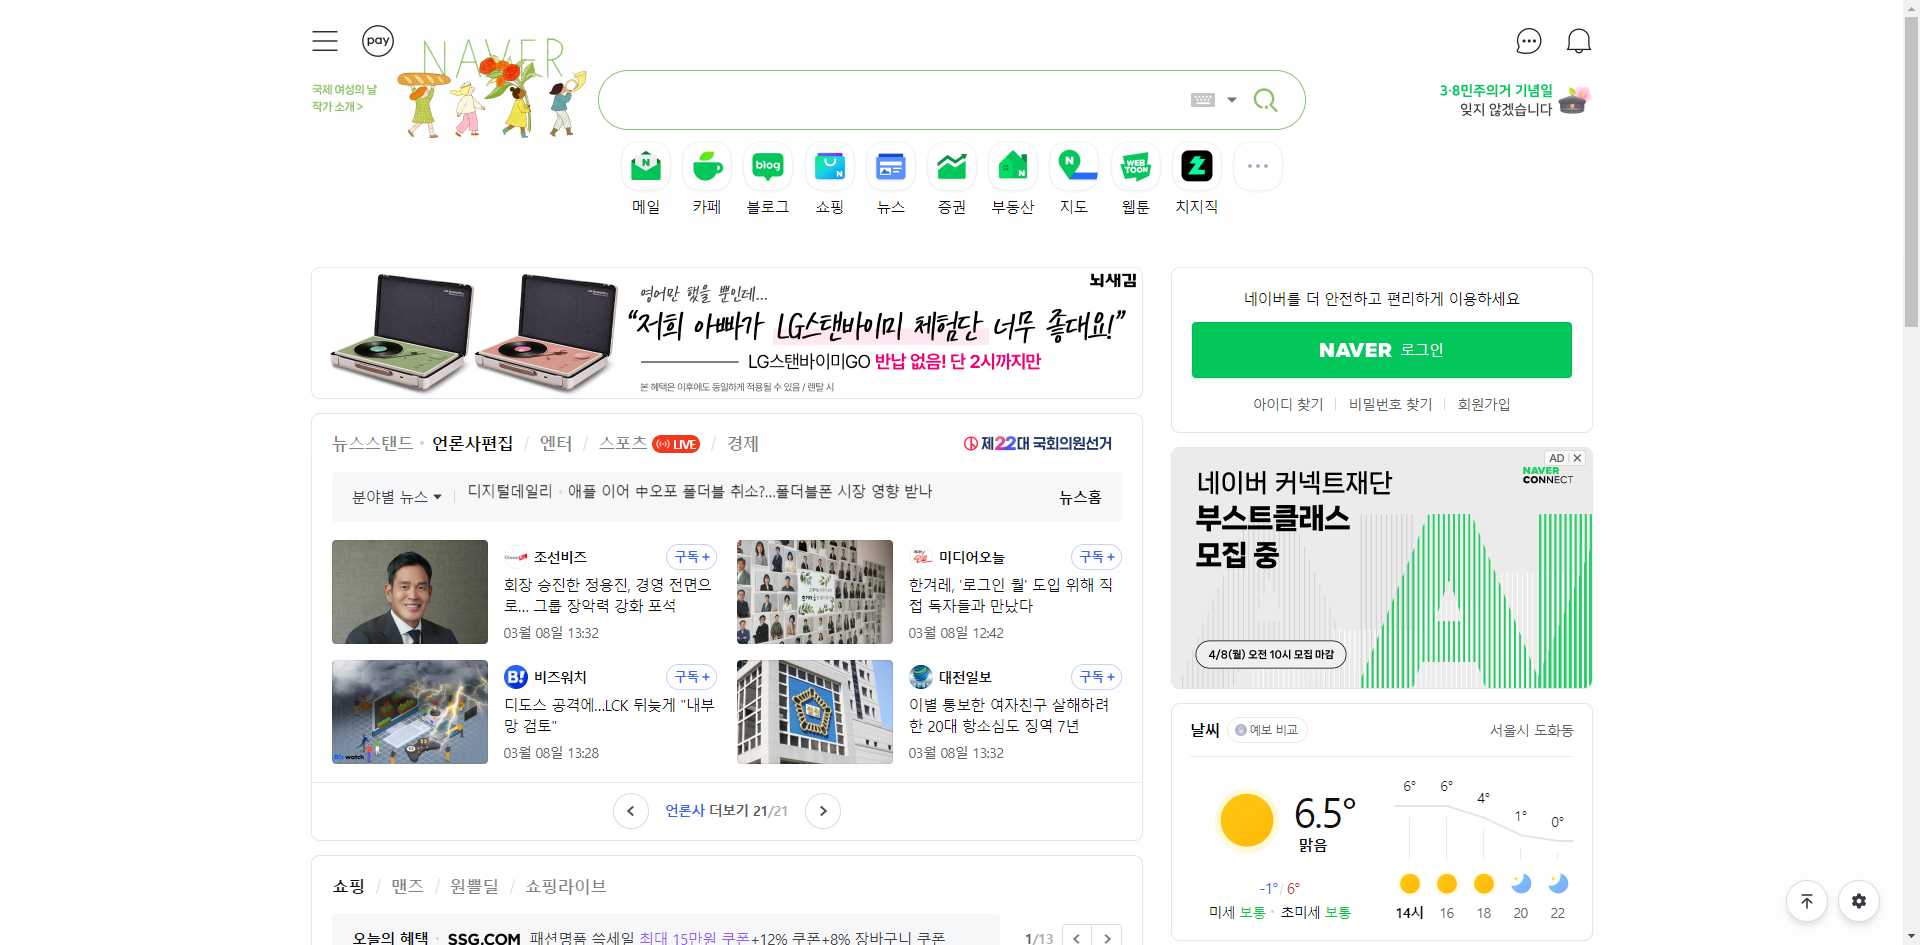 pay
NAVER
국제 여성의 날
작가 소개 >
3·8민주의거 기념일
잊지 않겠습니다
메일
카페
blog
블로그
쇼핑
뉴스
증권
부동산
지도
WEB
TOON
웹툰
치지직
뇌새김
영어만 했을 뿐인데...
“저희 아빠가 LG스탠바이미 체험단 너무 좋대요!”
LG스탠바이미GO 반납 없음! 단 2시까지만
본 혜택은 이후에도 동일하게 적용될 수 있음 / 렌탈 시
네이버를 더 안전하고 편리하게 이용하세요
NAVER 로그인
아이디 찾기 비밀번호 찾기 회원가입
뉴스스탠드 · 언론사편집 / 엔터 / 스포츠 LIVE / 경제
제22대 국회의원선거
분야별 뉴스
디지털데일리 · 애플 이어 中오포 폴더블 취소?...폴더블폰 시장 영향 받나
뉴스홈
조선비즈
구독 +
회장 승진한 정용진, 경영 전면으
로... 그룹 장악력 강화 포석
03월 08일 13:32
미디어오늘
구독 +
한겨레, '로그인 월' 도입 위해 직
접 독자들과 만났다
03월 08일 12:42
B!
비즈워치
구독 +
디도스 공격에...LCK 뒤늦게 "내부
망 검토"
03월 08일 13:28
대전일보
구독 +
이별 통보한 여자친구 살해하려
한 20대 항소심도 징역 7년
03월 08일 13:32
언론사 더보기 21/21
AD
NAVER
CONNECT
네이버 커넥트재단
부스트클래스
모집 중
4/8(월) 오전 10시 모집 마감
날씨
예보 비교
서울시 도화동
6.5°
맑음
-1° / 6°
미세 보통 · 초미세 보통
6° 6° 4° 1° 0°
14시 16 18 20 22
쇼핑 / 맨즈 / 원쁠딜 / 쇼핑라이브
오늘의 혜택 · SSG.COM 패션명품 쓱세일 최대 15만원 쿠폰+12% 쿠폰+8% 장바구니 쿠폰
1/13